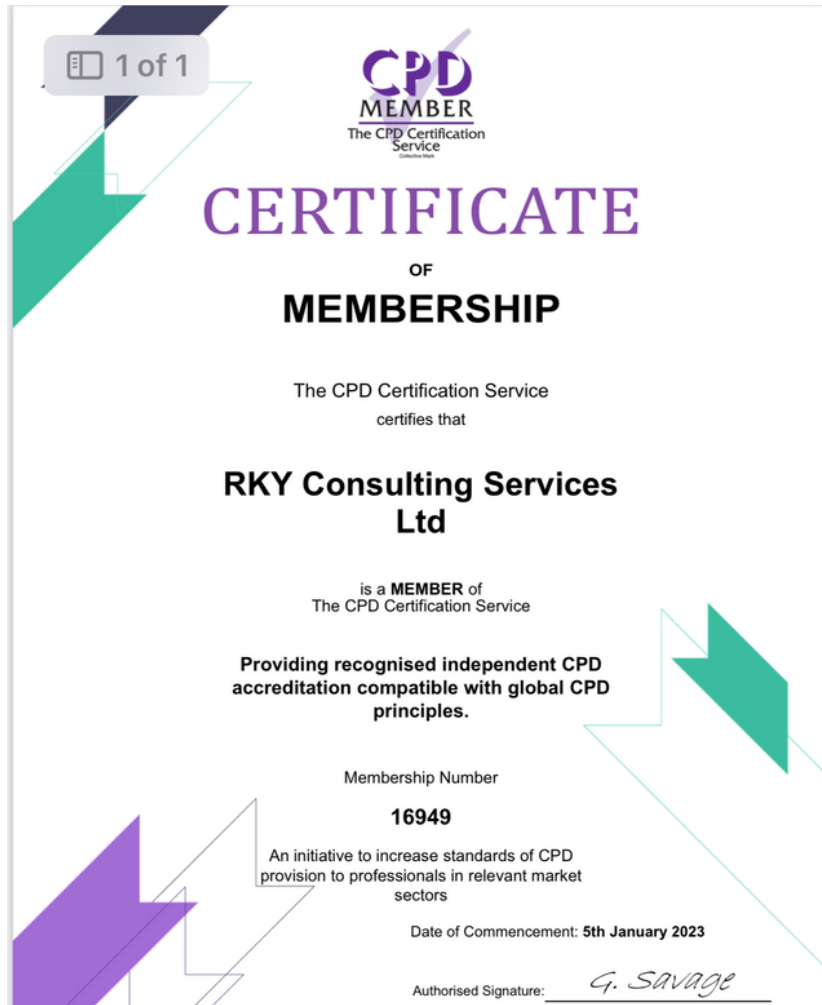 1 of 1
CPD
MEMBER
The CPD Certification
Service
Collective Mark
CERTIFICATE
OF
MEMBERSHIP
The CPD Certification Service
certifies that
RKY Consulting Services
Ltd
is a MEMBER of
The CPD Certification Service
Providing recognised independent CPD
accreditation compatible with global CPD
principles.
Membership Number
16949
An initiative to increase standards of CPD
provision to professionals in relevant market
sectors
Date of Commencement: 5th January 2023
Authorised Signature: G. Savage